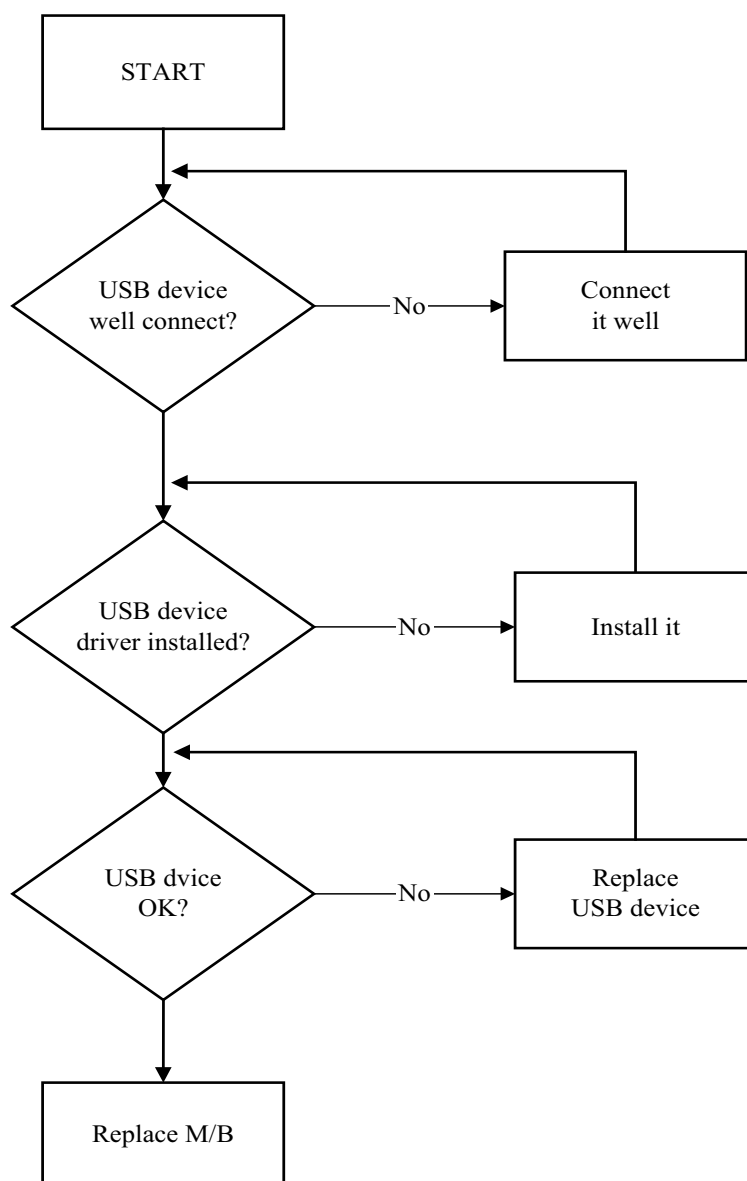 START
USB device
well connect?
No
Connect
it well
USB device
driver installed?
No
Install it
USB dvice
OK?
No
Replace
USB device
Replace M/B